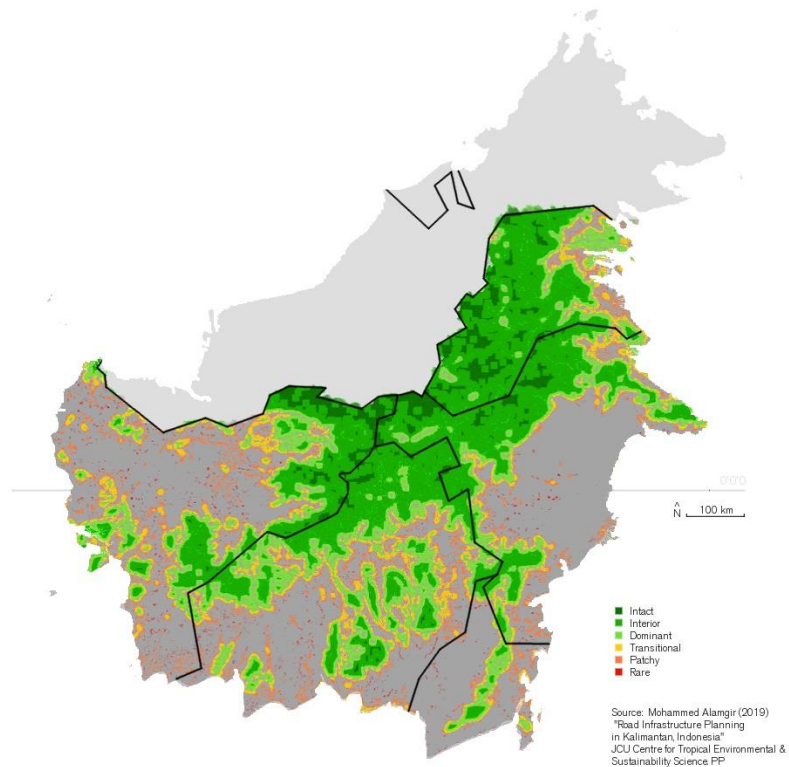 0'0'0
N 100 km
Intact
Interior
Dominant
Transitional
Patchy
Rare
Source: Mohammed Alamgir (2019)
"Road Infrastructure Planning
in Kalimantan, Indonesia"
JCU Centre for Tropical Environmental &
Sustainability Science. PP